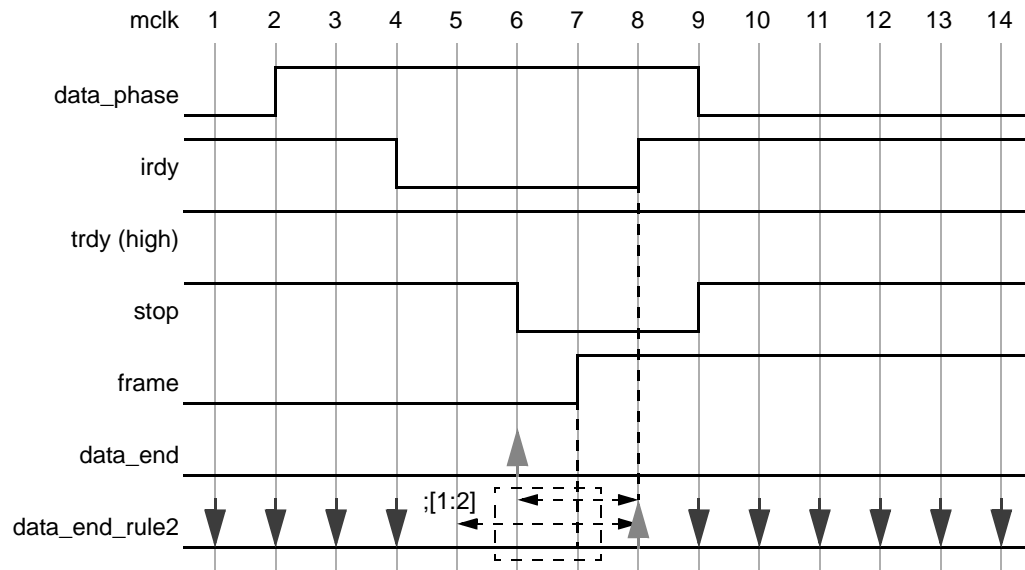 mclk 1 2 3 4 5 6 7 8 9 10 11 12 13 14
data_phase
irdy
trdy (high)
stop
frame
data_end
;[1:2]
data_end_rule2